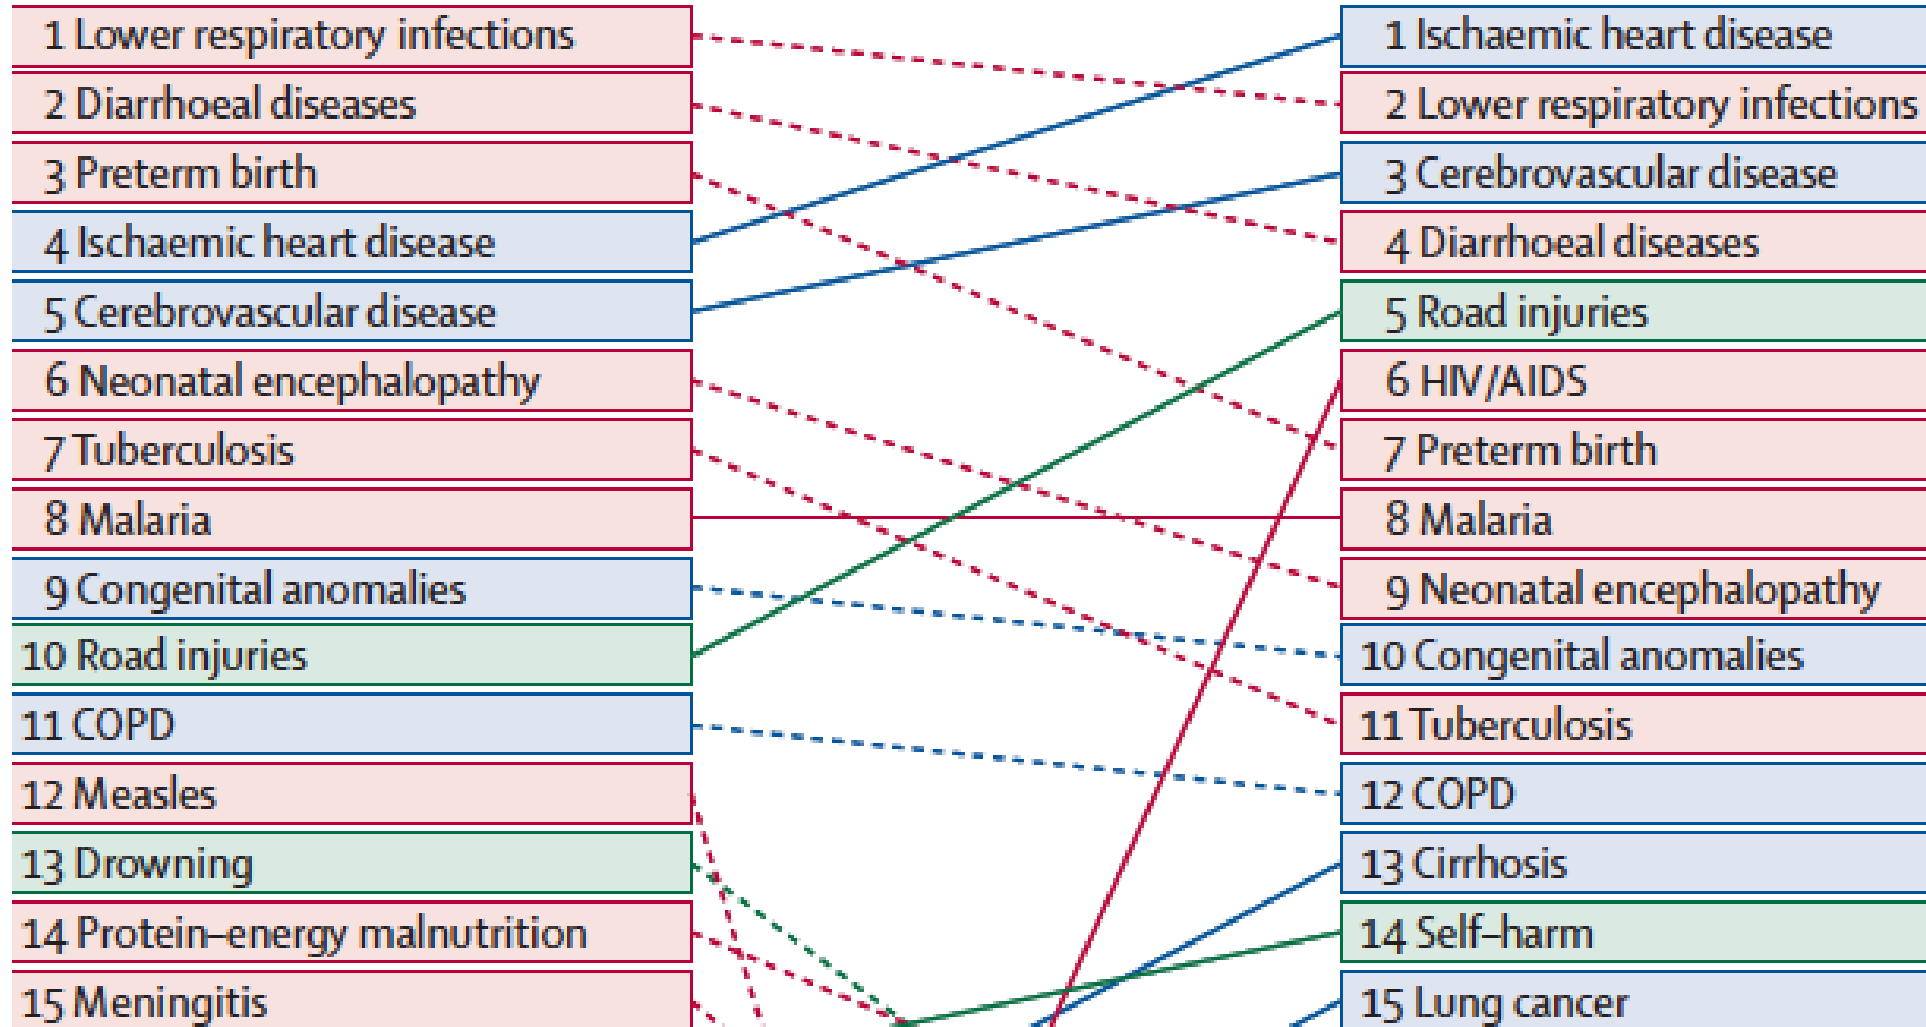 1 Lower respiratory infections
2 Diarrhoeal diseases
3 Preterm birth
4 Ischaemic heart disease
5 Cerebrovascular disease
6 Neonatal encephalopathy
7 Tuberculosis
8 Malaria
9 Congenital anomalies
10 Road injuries
11 COPD
12 Measles
13 Drowning
14 Protein–energy malnutrition
15 Meningitis
1 Ischaemic heart disease
2 Lower respiratory infections
3 Cerebrovascular disease
4 Diarrhoeal diseases
5 Road injuries
6 HIV/AIDS
7 Preterm birth
8 Malaria
9 Neonatal encephalopathy
10 Congenital anomalies
11 Tuberculosis
12 COPD
13 Cirrhosis
14 Self–harm
15 Lung cancer